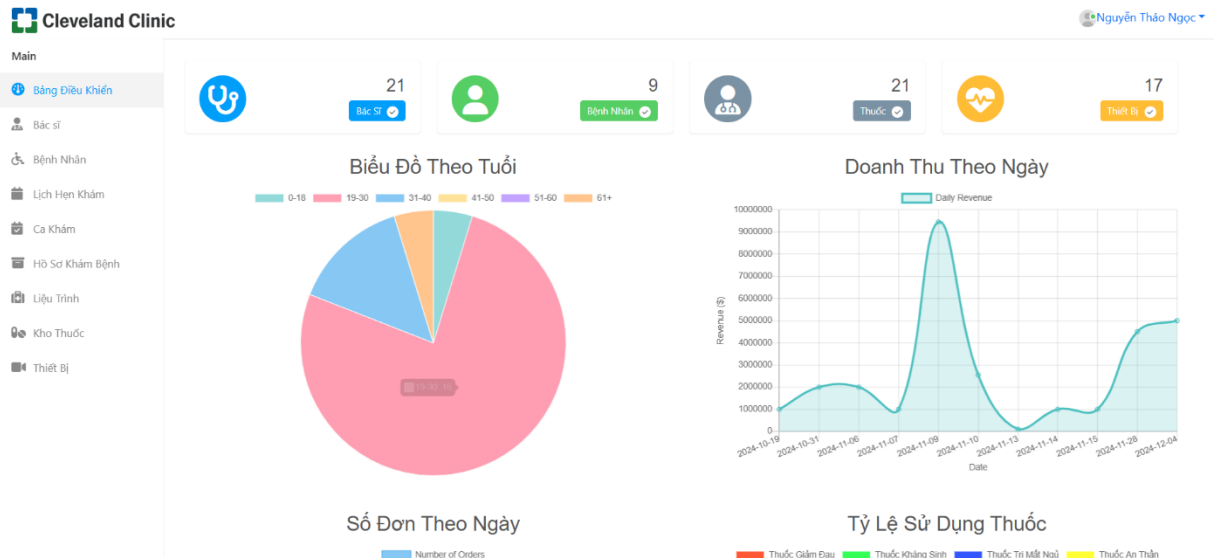 Cleveland Clinic
Nguyễn Thảo Ngọc
Main
Bảng Điều Khiển
Bác sĩ
Bệnh Nhân
Lịch Hẹn Khám
Ca Khám
Hồ Sơ Khám Bệnh
Liệu Trình
Kho Thuốc
Thiết Bị
21
Bác Sĩ
9
Bệnh Nhân
21
Thuốc
17
Thiết Bị
Biểu Đồ Theo Tuổi
0-18 19-30 31-40 41-50 51-60 61+
19-30: 16
Doanh Thu Theo Ngày
Daily Revenue
Revenue ($)
10000000
9000000
8000000
7000000
6000000
5000000
4000000
3000000
2000000
1000000
0
2024-10-19 2024-10-31 2024-11-06 2024-11-07 2024-11-09 2024-11-10 2024-11-13 2024-11-14 2024-11-15 2024-11-28 2024-12-04
Date
Số Đơn Theo Ngày
Number of Orders
Tỷ Lệ Sử Dụng Thuốc
Thuốc Giảm Đau Thuốc Kháng Sinh Thuốc Trị Mất Ngủ Thuốc An Thần